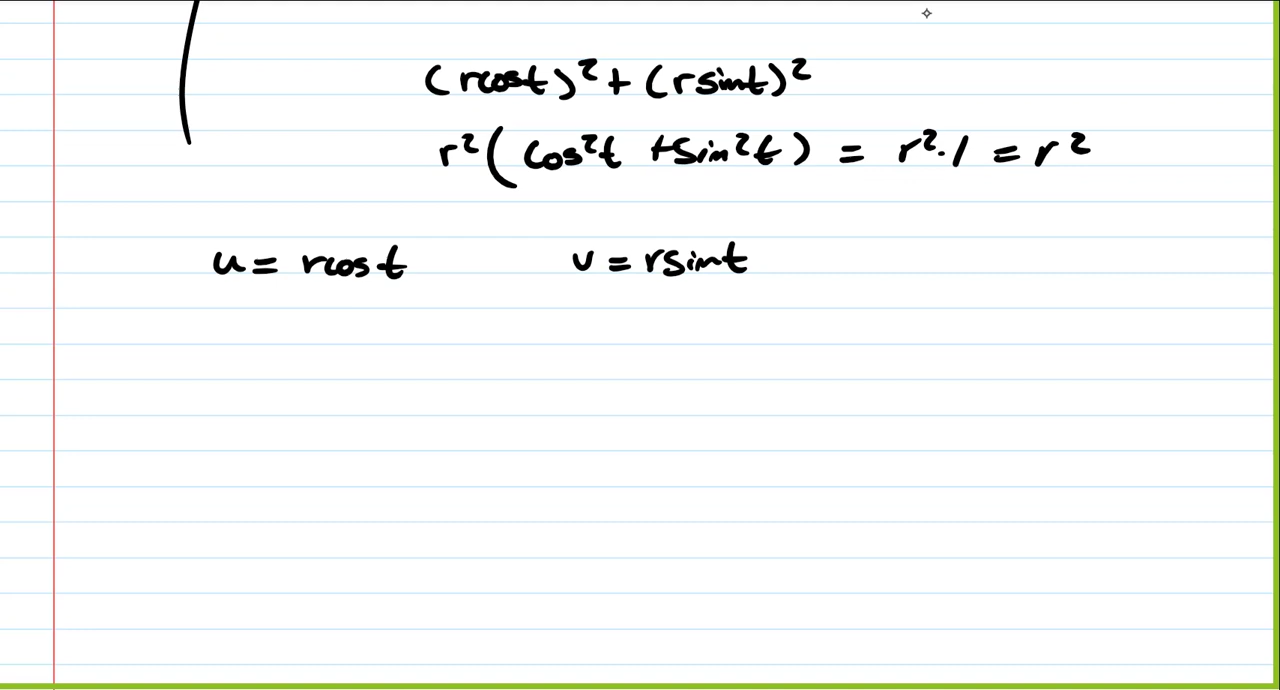 (rcost)² + (rsint)²
r²(cos²t + sin²t) = r²·1 = r²
u = rcost v = rsint